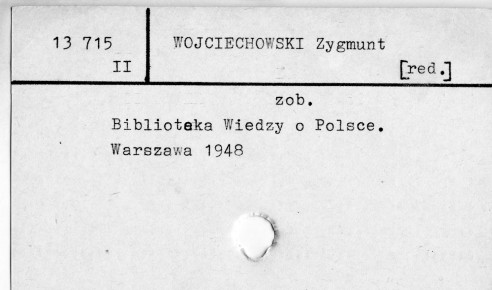 13 715 WOJCIECHOWSKI Zygmunt
II [red.]
zob.
Biblioteka Wiedzy o Polsce.
Warszawa 1948